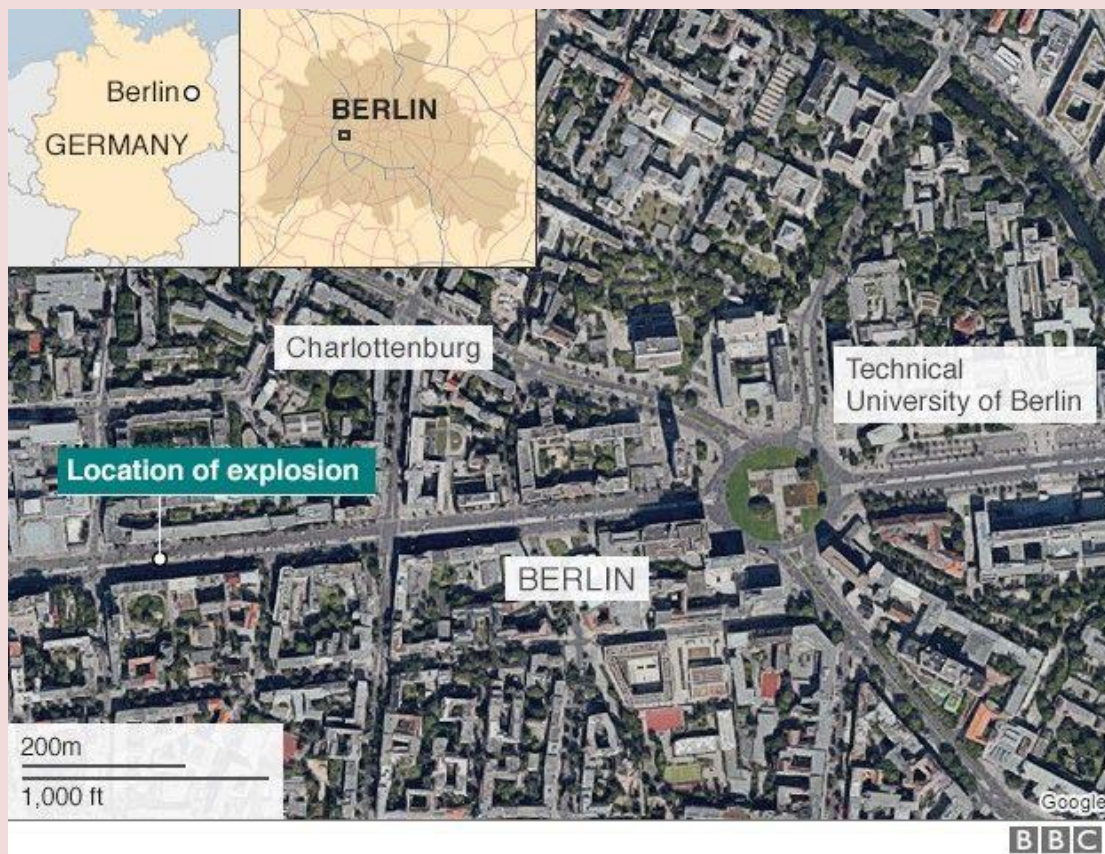 Berlin
GERMANY
BERLIN
Charlottenburg
Technical
University of Berlin
Location of explosion
BERLIN
200m
1,000 ft
Google
BBC